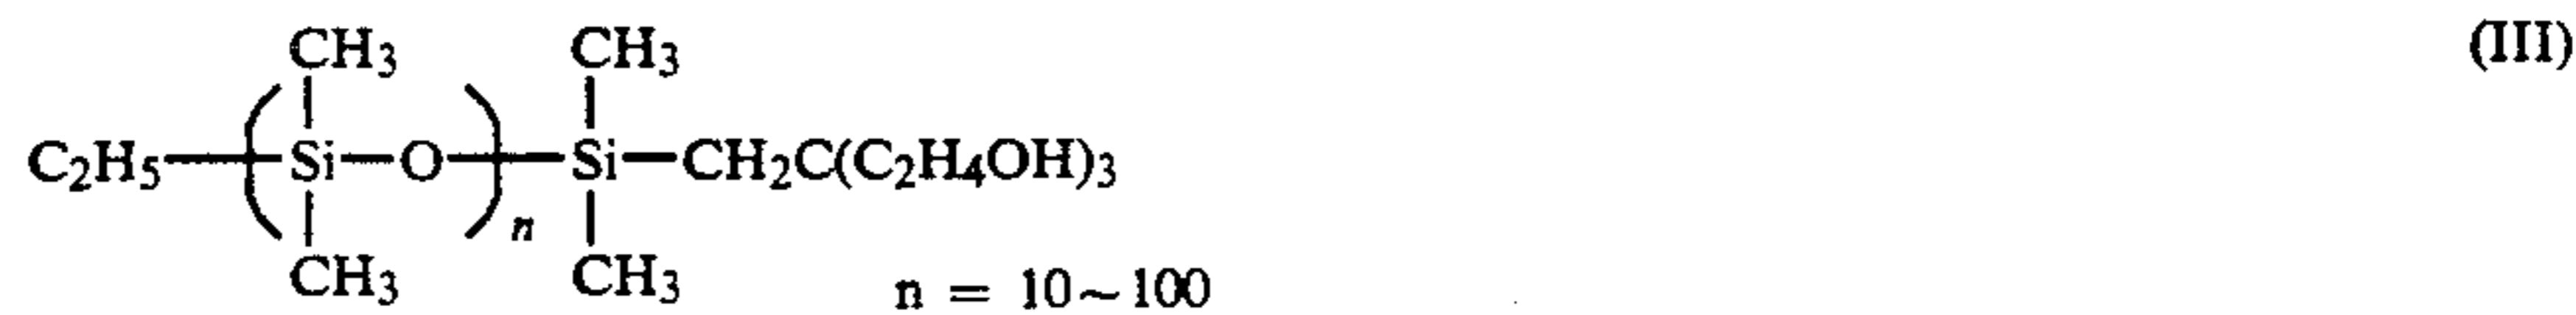 CH3 CH3 (III)
C2H5—(Si—O)n—Si—CH2C(C2H4OH)3
CH3 CH3 n = 10~100